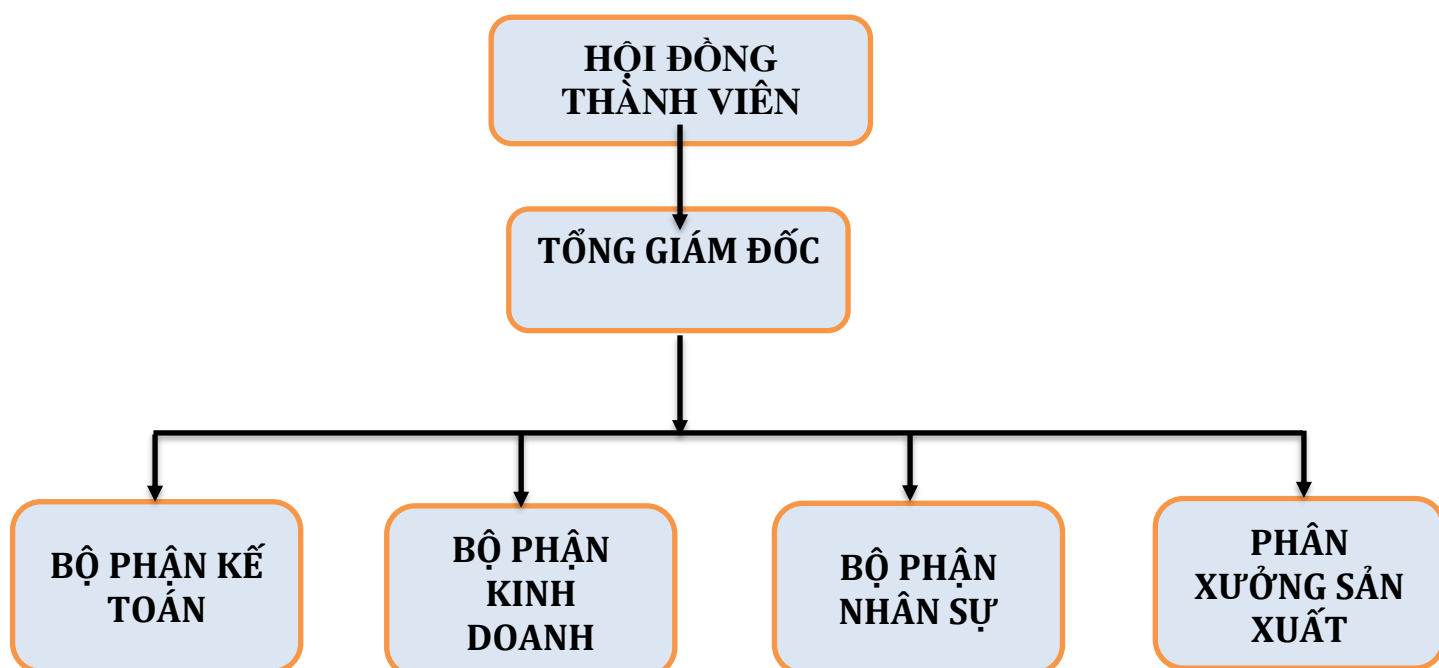 HỘI ĐỒNG
THÀNH VIÊN
TỔNG GIÁM ĐỐC
BỘ PHẬN KẾ
TOÁN
BỘ PHẬN
KINH
DOANH
BỘ PHẬN
NHÂN SỰ
PHÂN
XƯỞNG SẢN
XUẤT